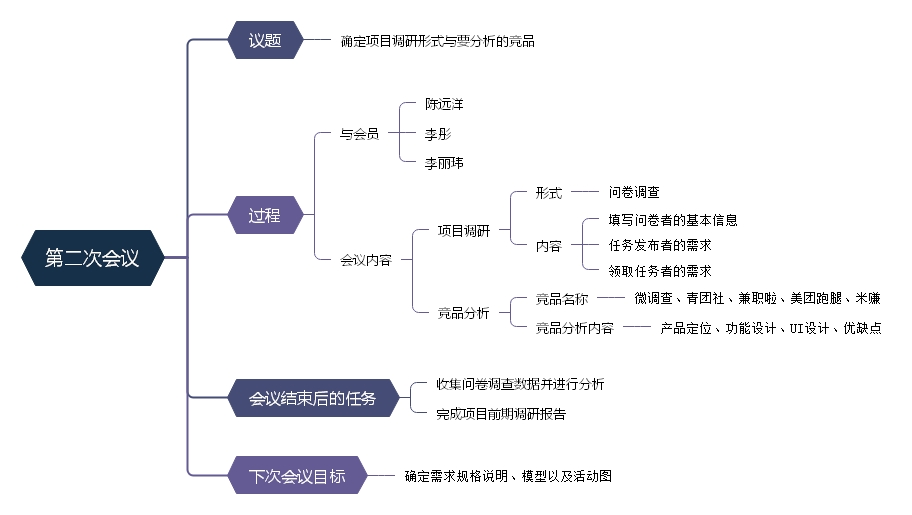 第二次会议
议题
确定项目调研形式与要分析的竞品
过程
与会员
陈远洋
李彤
李丽玮
会议内容
项目调研
形式
问卷调查
内容
填写问卷者的基本信息
任务发布者的需求
领取任务者的需求
竞品分析
竞品名称
微调查、青团社、兼职啦、美团跑腿、米赚
竞品分析内容
产品定位、功能设计、UI设计、优缺点
会议结束后的任务
收集问卷调查数据并进行分析
完成项目前期调研报告
下次会议目标
确定需求规格说明、模型以及活动图